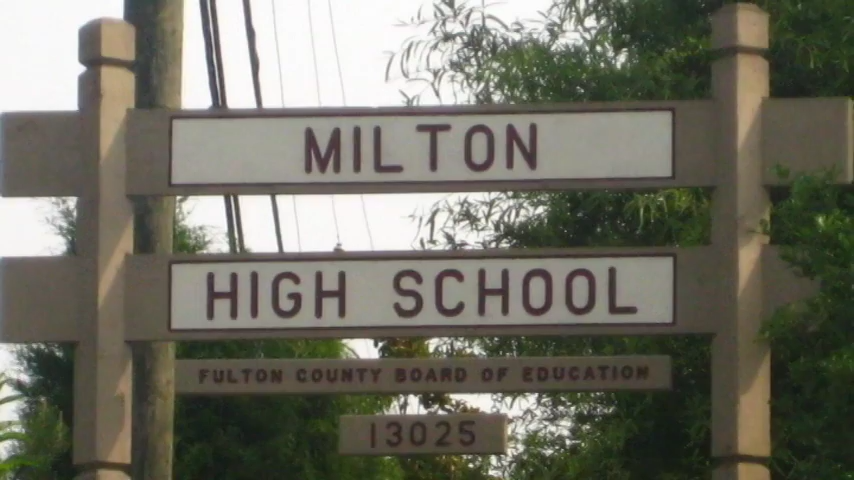 MILTON
HIGH SCHOOL
FULTON COUNTY BOARD OF EDUCATION
13025